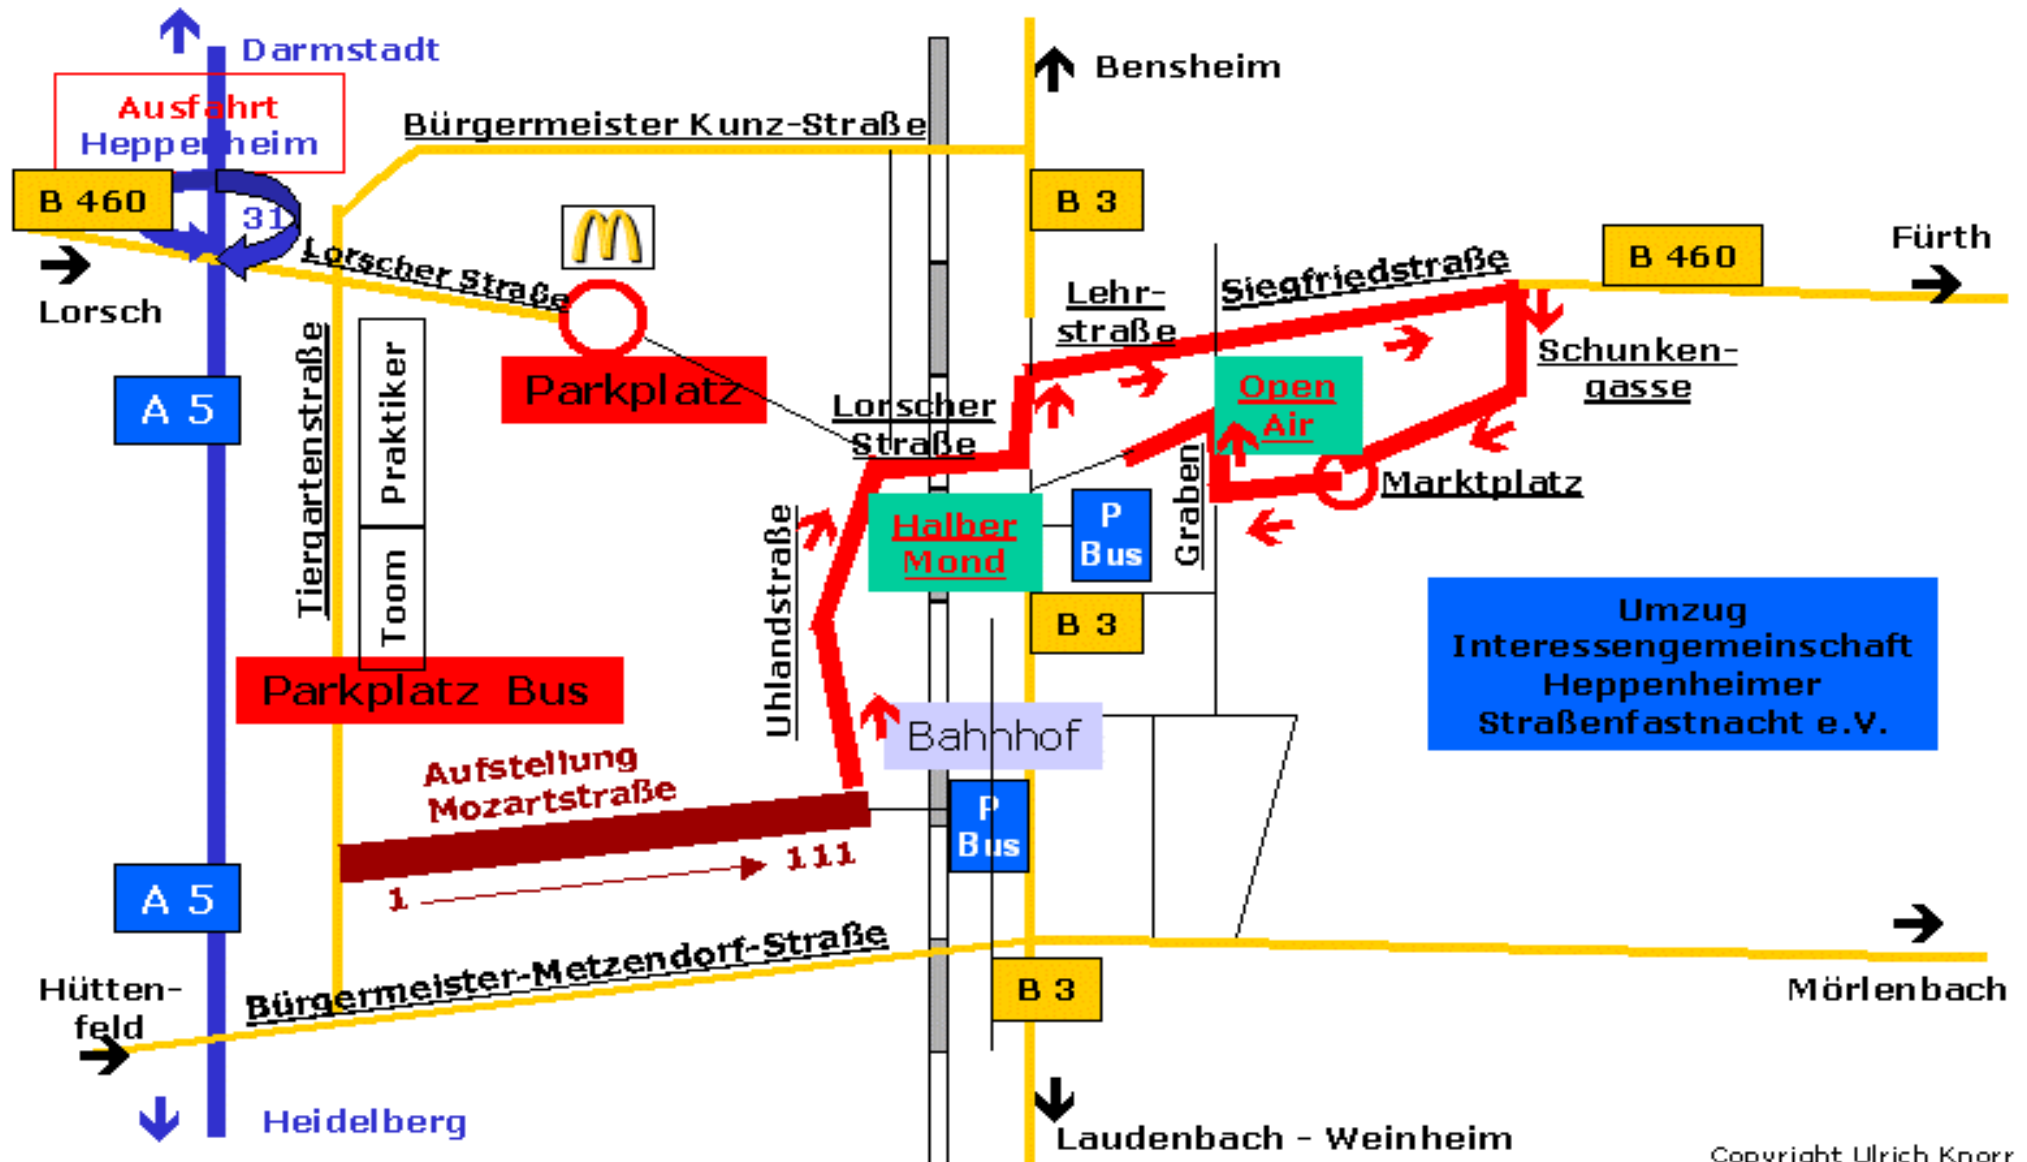 Darmstadt
Ausfahrt
Heppenheim
Bensheim
Bürgermeister Kunz-Straße
B 460
31
B 3
Lorsch
Lorscher Straße
Lehr-
straße
Siegfriedstraße
B 460
Fürth
A 5
Tiergartenstraße
Praktiker
Toom
Parkplatz
Lorscher
Straße
Open
Air
Schunken-
gasse
Marktplatz
Graben
Uhlandstraße
Halber
Mond
P
Bus
B 3
Umzug
Interessengemeinschaft
Heppenheimer
Straßenfastnacht e.V.
Parkplatz Bus
Bahnhof
Aufstellung
Mozartstraße
1
111
P
Bus
A 5
Bürgermeister-Metzendorf-Straße
Hütten-
feld
B 3
Mörlenbach
Heidelberg
Laudenbach - Weinheim
Copyright Ulrich Knorr